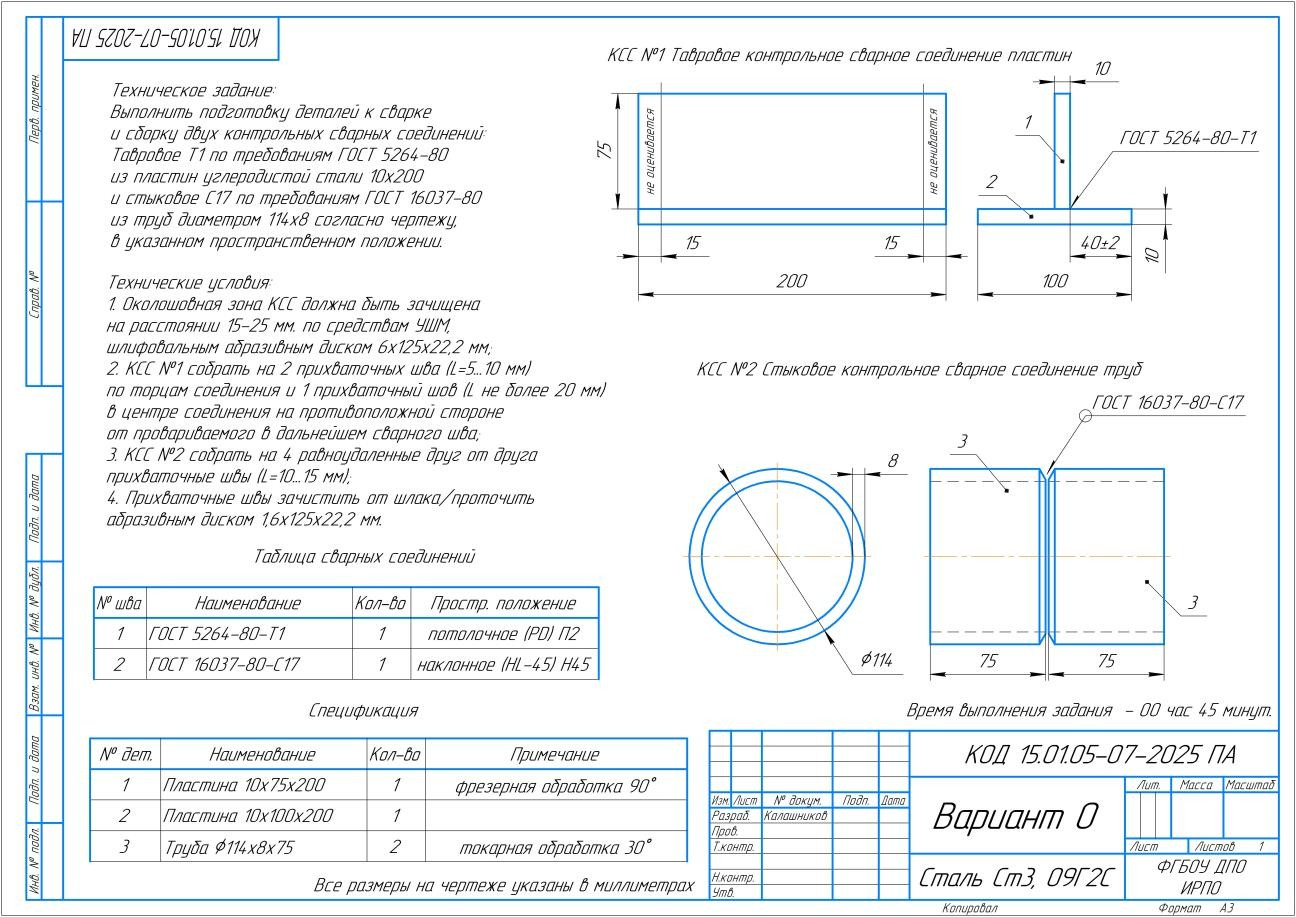 КОД 15.01.05-07-2025 ПА
Перв. примен.
Справ. №
Подп. и дата
Инв. № дубл.
Взам. инв. №
Подп. и дата
Инв. № подл.
Техническое задание:
Выполнить подготовку деталей к сварке
и сборку двух контрольных сварных соединений:
Тавровое Т1 по требованиям ГОСТ 5264-80
из пластин углеродистой стали 10х200
и стыковое С17 по требованиям ГОСТ 16037-80
из труб диаметром 114х8 согласно чертежу,
в указанном пространственном положении.
Технические условия:
1. Околошовная зона КСС должна быть зачищена
на расстоянии 15-25 мм. по средствам УШМ,
шлифовальным абразивным диском 6х125х22,2 мм;
2. КСС №1 собрать на 2 прихваточных шва (L=5...10 мм)
по торцам соединения и 1 прихваточный шов (L не более 20 мм)
в центре соединения на противоположной стороне
от провариваемого в дальнейшем сварного шва;
3. КСС №2 собрать на 4 равноудаленные друг от друга
прихваточные швы (L=10...15 мм);
4. Прихваточные швы зачистить от шлака/проточить
абразивным диском 1,6х125х22,2 мм.
Таблица сварных соединений
№ шва Наименование Кол-во Простр. положение
1 ГОСТ 5264-80-Т1 1 потолочное (PD) П2
2 ГОСТ 16037-80-С17 1 наклонное (HL-45) Н45
Спецификация
№ дет. Наименование Кол-во Примечание
1 Пластина 10х75х200 1 фрезерная обработка 90°
2 Пластина 10х100х200 1
3 Труба Ф114х8х75 2 токарная обработка 30°
Все размеры на чертеже указаны в миллиметрах
КСС №1 Тавровое контрольное сварное соединение пластин
75
не оценивается
не оценивается
15
15
200
10
1
2
ГОСТ 5264-80-Т1
40±2
10
100
КСС №2 Стыковое контрольное сварное соединение труб
ГОСТ 16037-80-С17
8
3
3
Ф114
75
75
Время выполнения задания - 00 час 45 минут.
КОД 15.01.05-07-2025 ПА
Изм. Лист № докум. Подп. Дата
Разраб. Калашников
Пров.
Т.контр.
Н.контр.
Утв.
Вариант 0
Лит. Масса Масштаб
Лист Листов 1
Сталь Ст3, 09Г2С
ФГБОУ ДПО
ИРПО
Копировал Формат А3